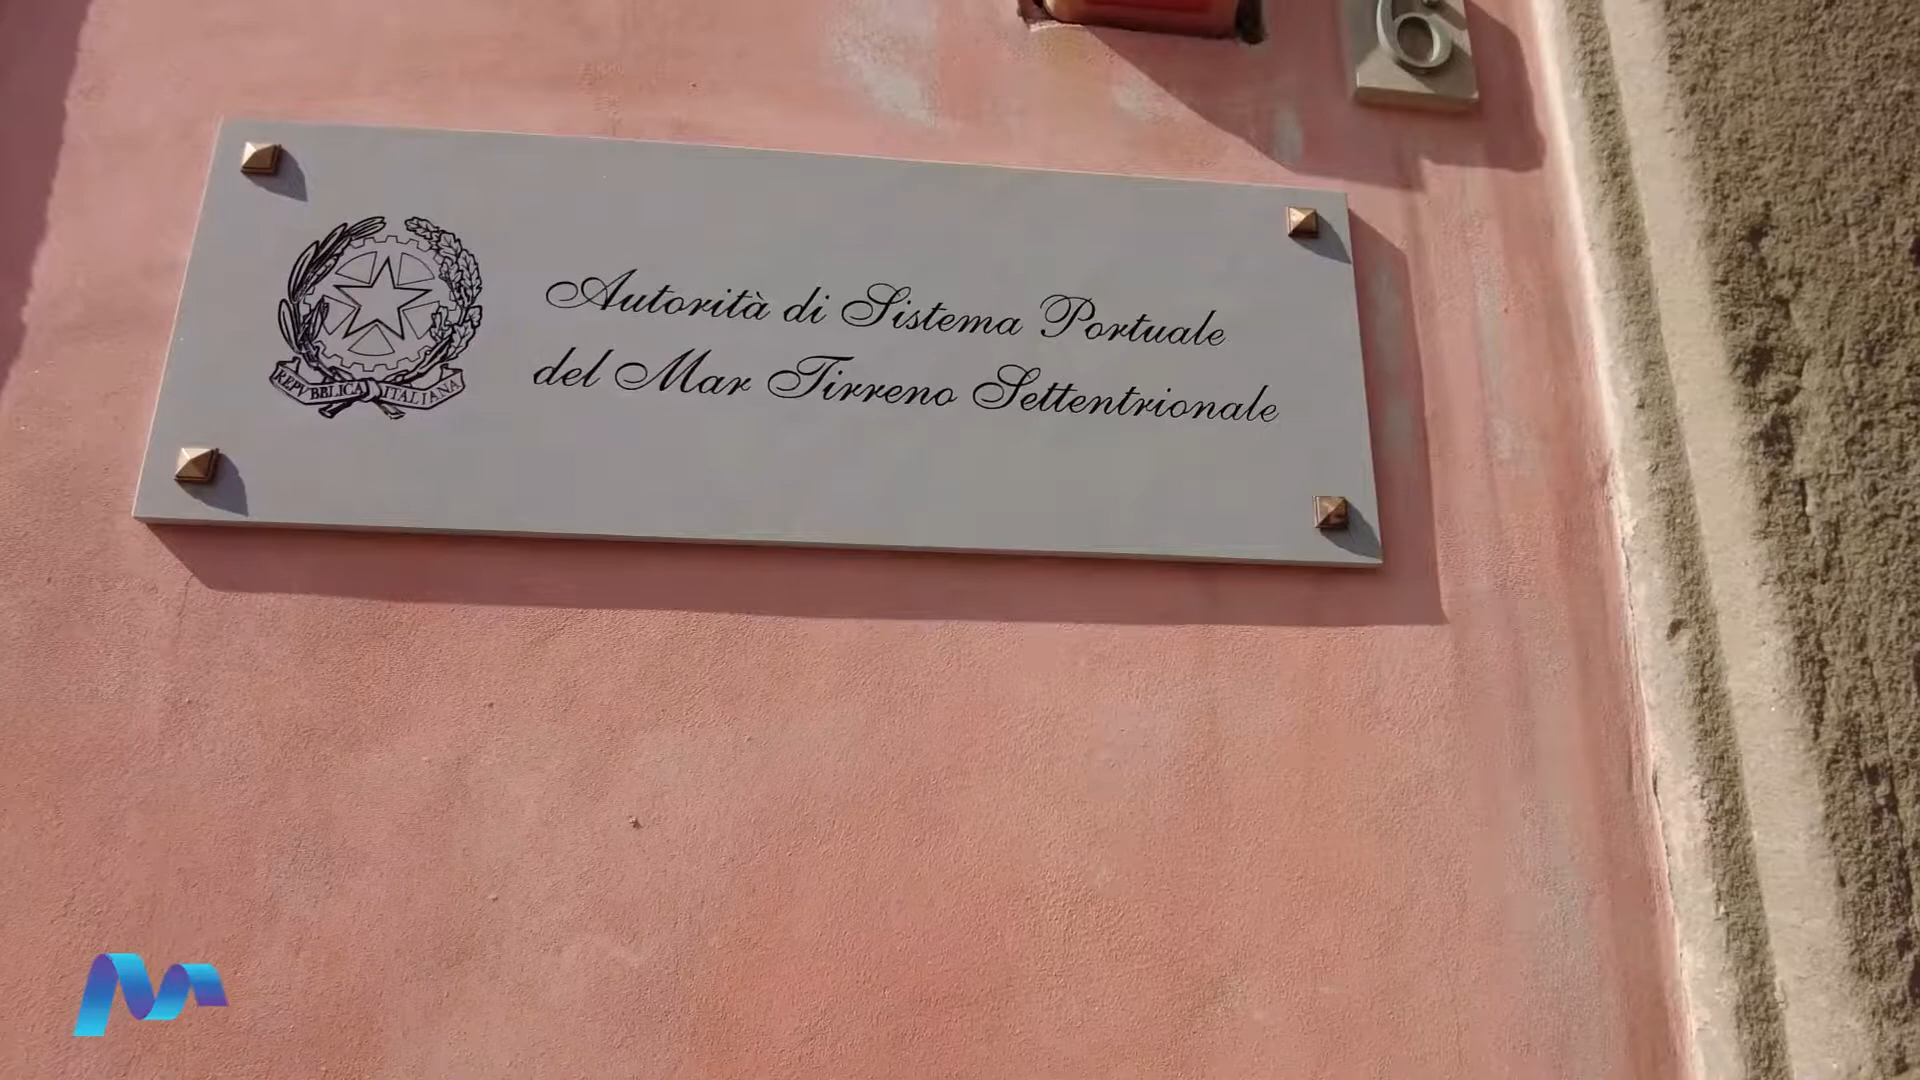 6
REPVBBLICA ITALIANA
Autorità di Sistema Portuale
del Mar Tirreno Settentrionale